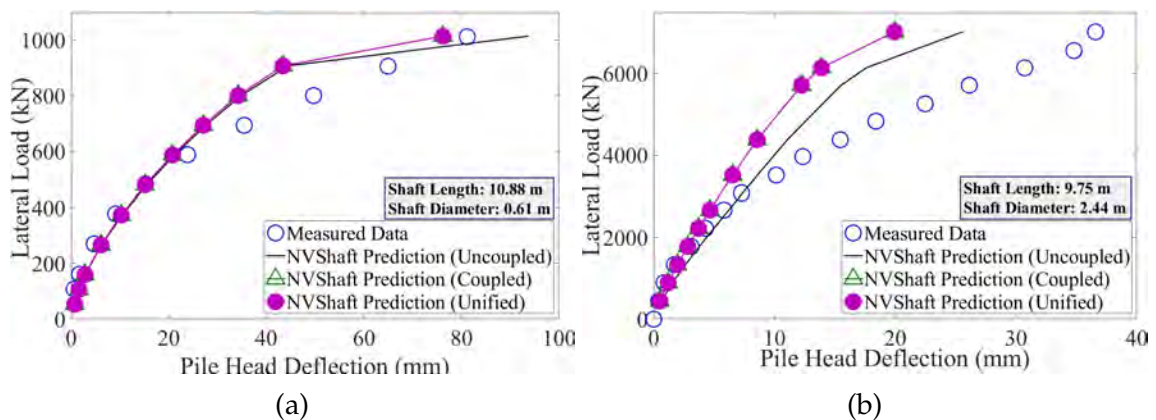 1000
800
600
400
200
0
0
20
40
60
80
100
Lateral Load (kN)
Pile Head Deflection (mm)
Shaft Length: 10.88 m
Shaft Diameter: 0.61 m
Measured Data
NVShaft Prediction (Uncoupled)
NVShaft Prediction (Coupled)
NVShaft Prediction (Unified)
(a)
6000
4000
2000
0
0
10
20
30
40
Lateral Load (kN)
Pile Head Deflection (mm)
Shaft Length: 9.75 m
Shaft Diameter: 2.44 m
Measured Data
NVShaft Prediction (Uncoupled)
NVShaft Prediction (Coupled)
NVShaft Prediction (Unified)
(b)